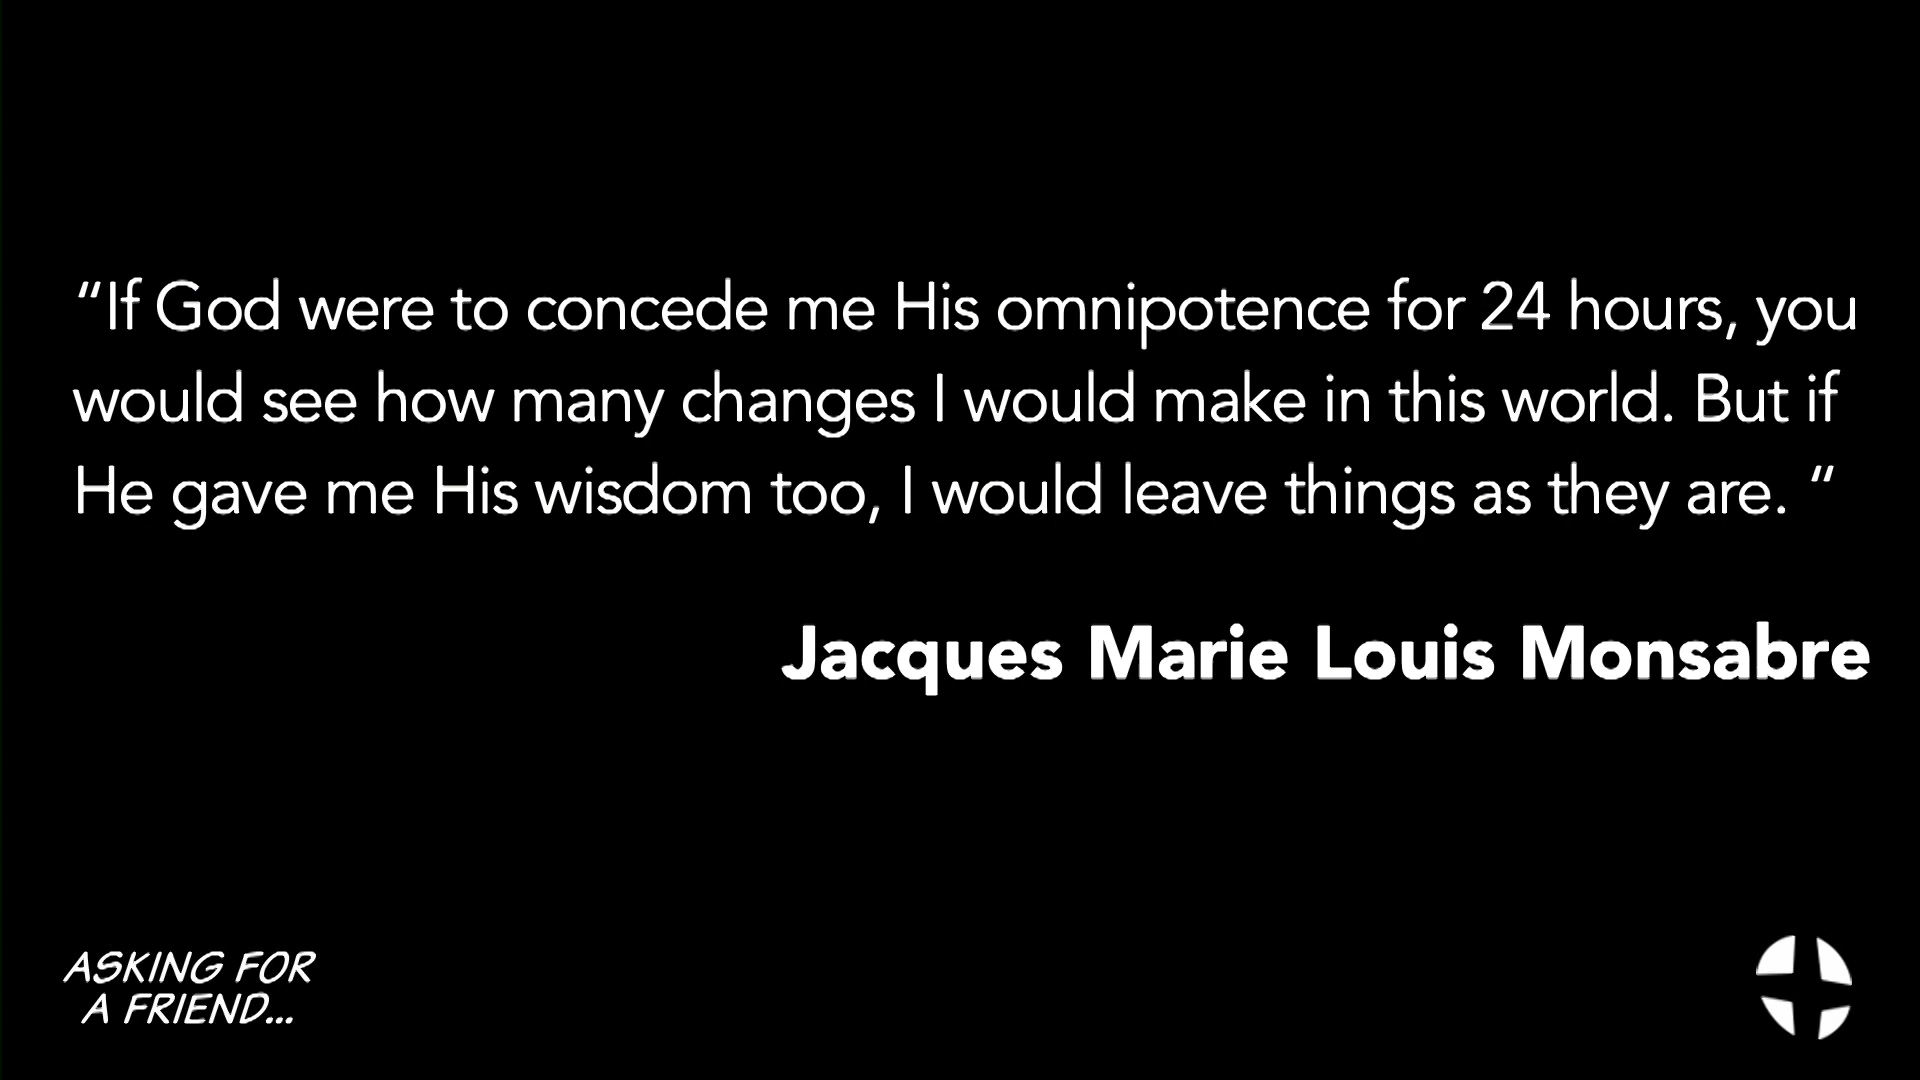 “If God were to concede me His omnipotence for 24 hours, you
would see how many changes I would make in this world. But if
He gave me His wisdom too, I would leave things as they are. “
Jacques Marie Louis Monsabre
ASKING FOR
A FRIEND...